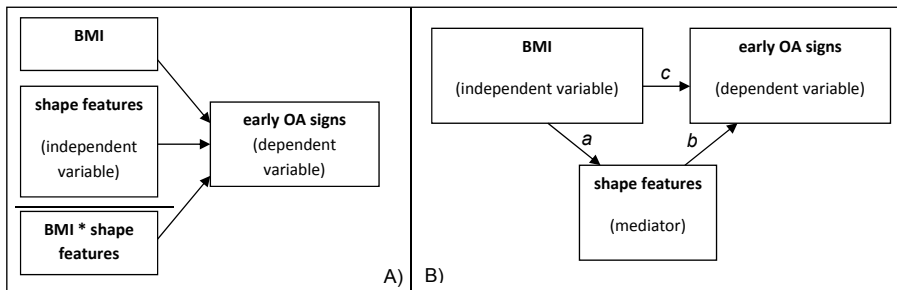 BMI
shape features
(independent
variable)
BMI * shape
features
early OA signs
(dependent
variable)
A)
BMI
(independent variable)
c
early OA signs
(dependent variable)
a
b
shape features
(mediator)
B)